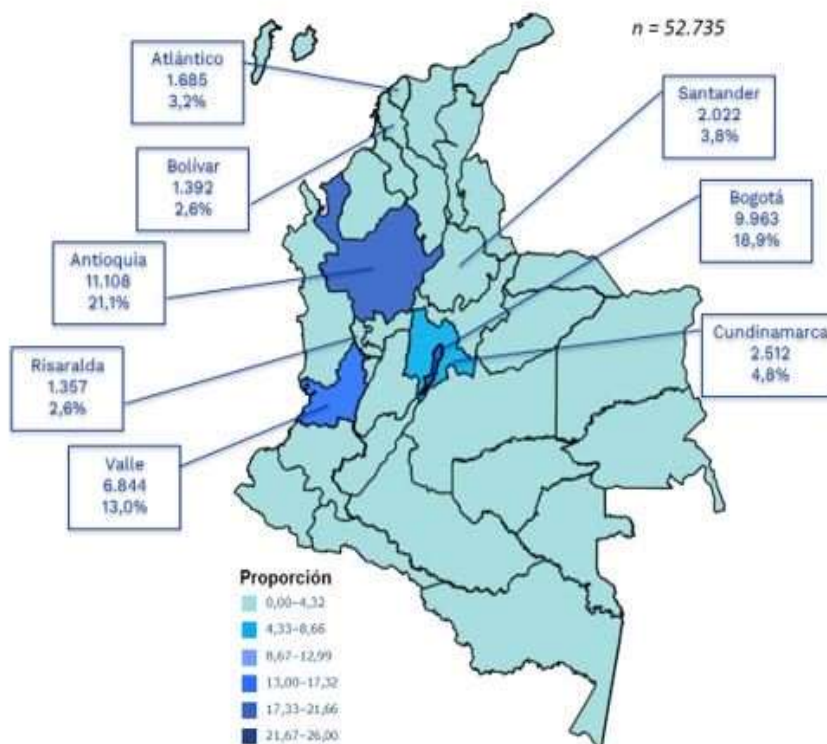 n = 52.735
Atlántico
1.685
3,2%
Santander
2.022
3,8%
Bolívar
1.392
2,6%
Bogotá
9.963
18,9%
Antioquia
11.108
21,1%
Cundinamarca
2.512
4,8%
Risaralda
1.357
2,6%
Valle
6.844
13,0%
Proporción
0,00–4,32
4,33–8,66
8,67–12,99
13,00–17,32
17,33–21,66
21,67–26,00